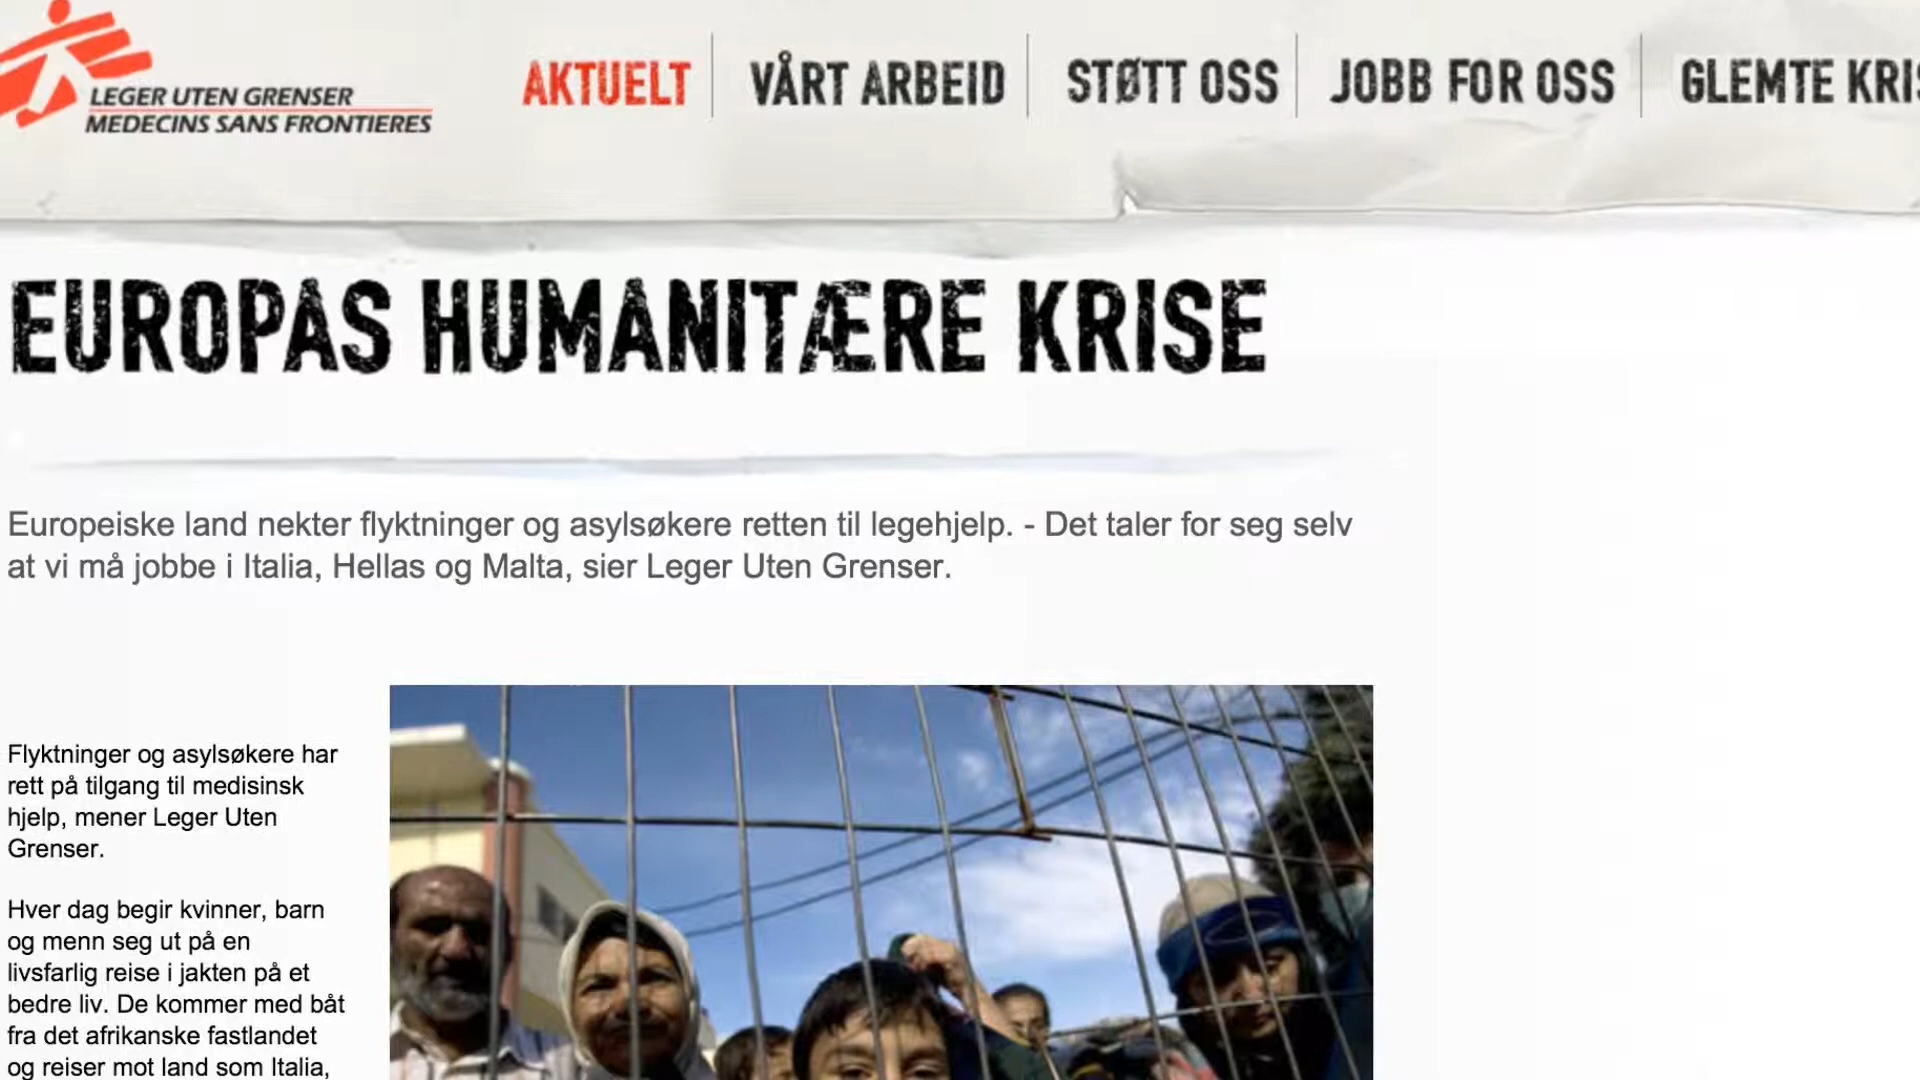 LEGER UTEN GRENSER
MEDECINS SANS FRONTIERES
AKTUELT
VÅRT ARBEID
STØTT OSS
JOBB FOR OSS
GLEMTE
EUROPAS HUMANITÆRE KRISE
Europeiske land nekter flyktninger og asylsøkere retten til legehjelp. - Det taler for seg selv
at vi må jobbe i Italia, Hellas og Malta, sier Leger Uten Grenser.
Flyktninger og asylsøkere har
rett på tilgang til medisinsk
hjelp, mener Leger Uten
Grenser.
Hver dag begir kvinner, barn
og menn seg ut på en
livsfarlig reise i jakten på et
bedre liv. De kommer med båt
fra det afrikanske fastlandet
og reiser mot land som Italia,